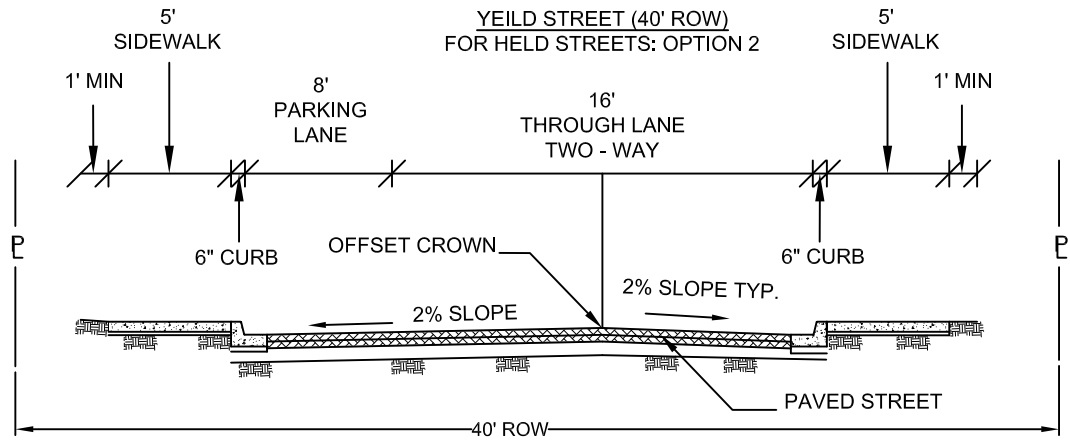 YEILD STREET (40' ROW)
FOR HELD STREETS: OPTION 2
5'
SIDEWALK
5'
SIDEWALK
1' MIN
8'
PARKING
LANE
16'
THROUGH LANE
TWO - WAY
1' MIN
PL
6" CURB
OFFSET CROWN
6" CURB
PL
2% SLOPE
2% SLOPE TYP.
PAVED STREET
40' ROW